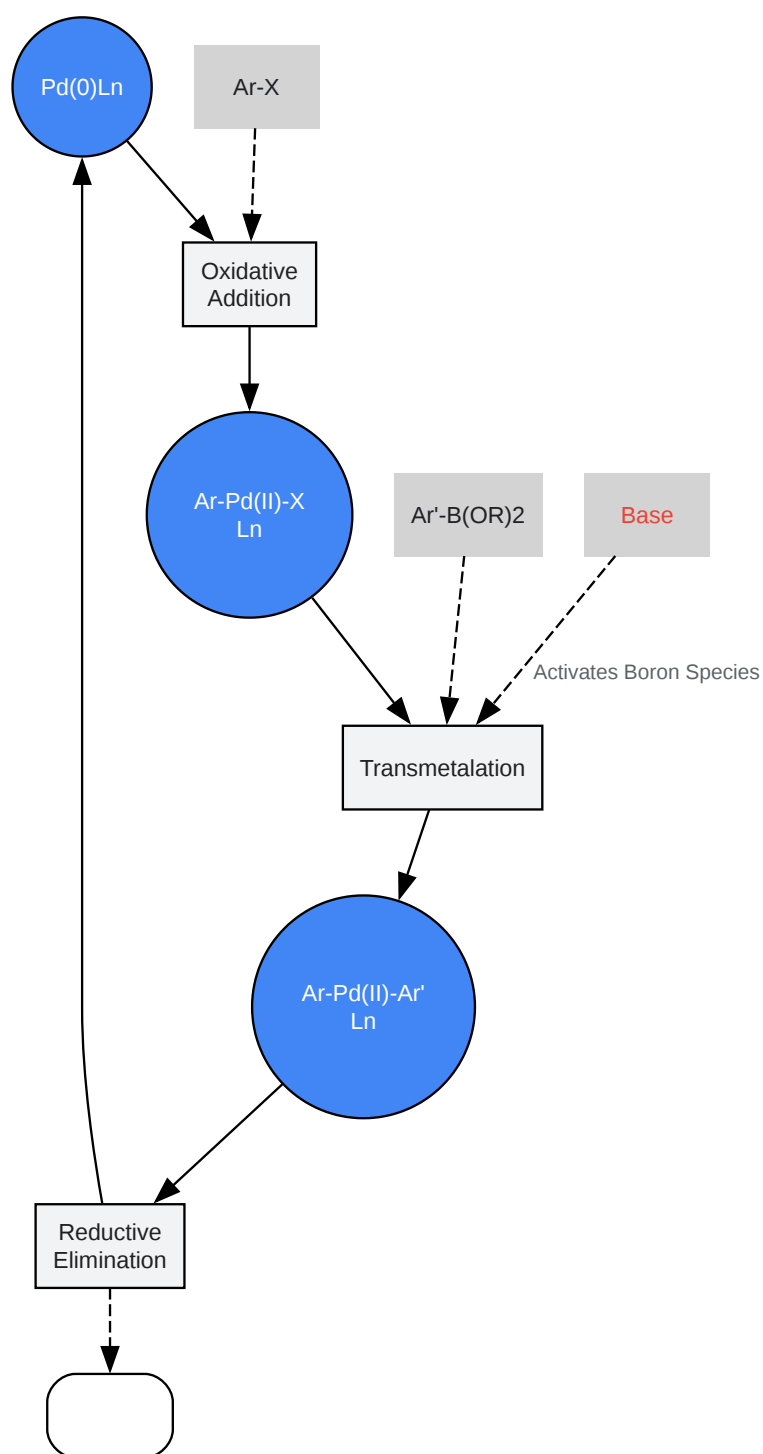 Pd(0)Ln
Ar-X
Oxidative
Addition
Ar-Pd(II)-X
Ln
Ar'-B(OR)2
Base
Activates Boron Species
Transmetalation
Ar-Pd(II)-Ar'
Ln
Reductive
Elimination